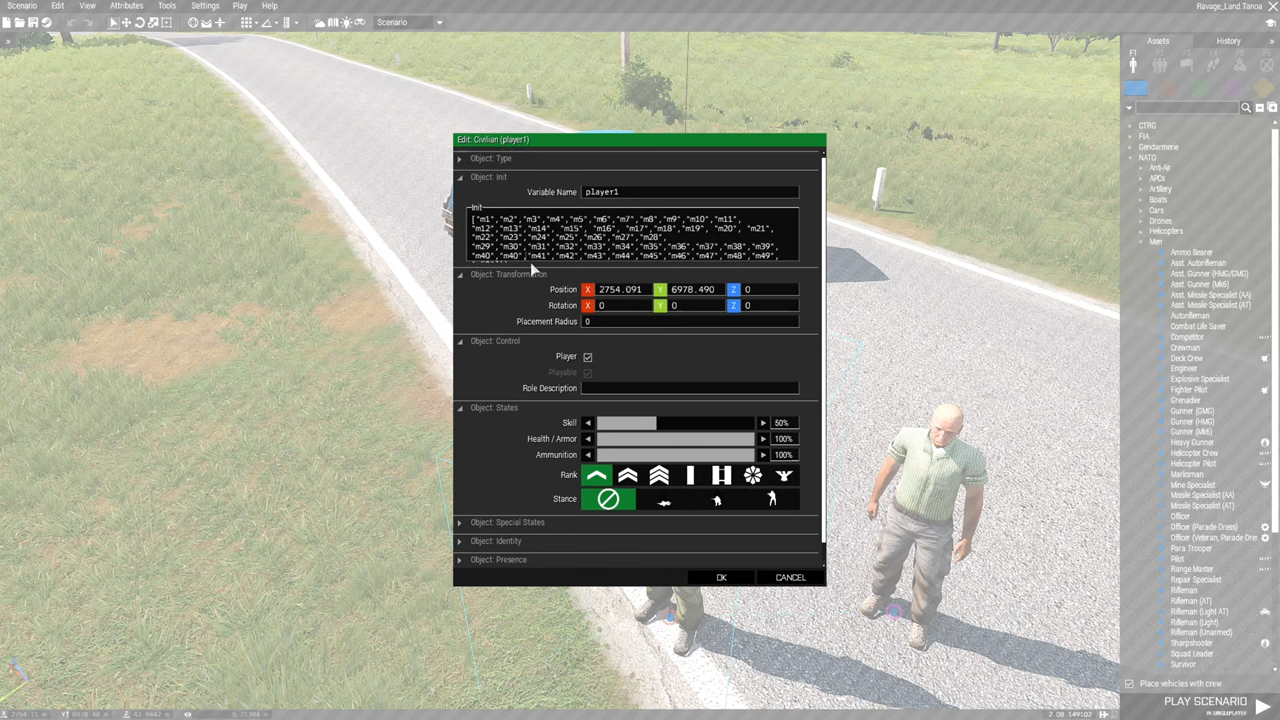 Scenario Edit View Attributes Tools Settings Play Help
Ravage_Land.Tanoa
Scenario
Assets History
F1
Edit: Civilian (player1)
Object: Type
Object: Init
Variable Name player1
Init
["m1","m2","m3","m4","m5","m6","m7","m8","m9","m10","m11",
"m12","m13","m14", "m15", "m16", "m17","m18","m19", "m20", "m21",
"m22","m23","m24","m25","m26","m27","m28",
"m29", "m30","m31","m32","m33","m34","m35","m36","m37","m38","m39",
"m40","m40","m41","m42","m43","m44","m45","m46","m47","m48","m49",
Object: Transformation
Position X 2754.091 Y 6978.490 Z 0
Rotation X 0 Y 0 Z 0
Placement Radius 0
Object: Control
Player
Playable
Role Description
Object: States
Skill 50%
Health / Armor 100%
Ammunition 100%
Rank
Stance
Object: Special States
Object: Identity
Object: Presence
OK CANCEL
CTRG
FIA
Gendarmerie
NATO
Anti-Air
APCs
Artillery
Boats
Cars
Drones
Helicopters
Men
Ammo Bearer
Asst. Autorifleman
Asst. Gunner (HMG/GMG)
Asst. Gunner (Mk6)
Asst. Missile Specialist (AA)
Asst. Missile Specialist (AT)
Autorifleman
Combat Life Saver
Competitor
Crewman
Deck Crew
Engineer
Explosive Specialist
Fighter Pilot
Grenadier
Gunner (GMG)
Gunner (HMG)
Gunner (Mk6)
Heavy Gunner
Helicopter Crew
Helicopter Pilot
Marksman
Mine Specialist
Missile Specialist (AA)
Missile Specialist (AT)
Officer
Officer (Parade Dress)
Officer (Veteran, Parade Dres
Para Trooper
Pilot
Range Master
Repair Specialist
Rifleman
Rifleman (AT)
Rifleman (Light AT)
Rifleman (Light)
Rifleman (Unarmed)
Sharpshooter
Squad Leader
Survivor
Place vehicles with crew
PLAY SCENARIO
IN SINGLEPLAYER
2.08.149102